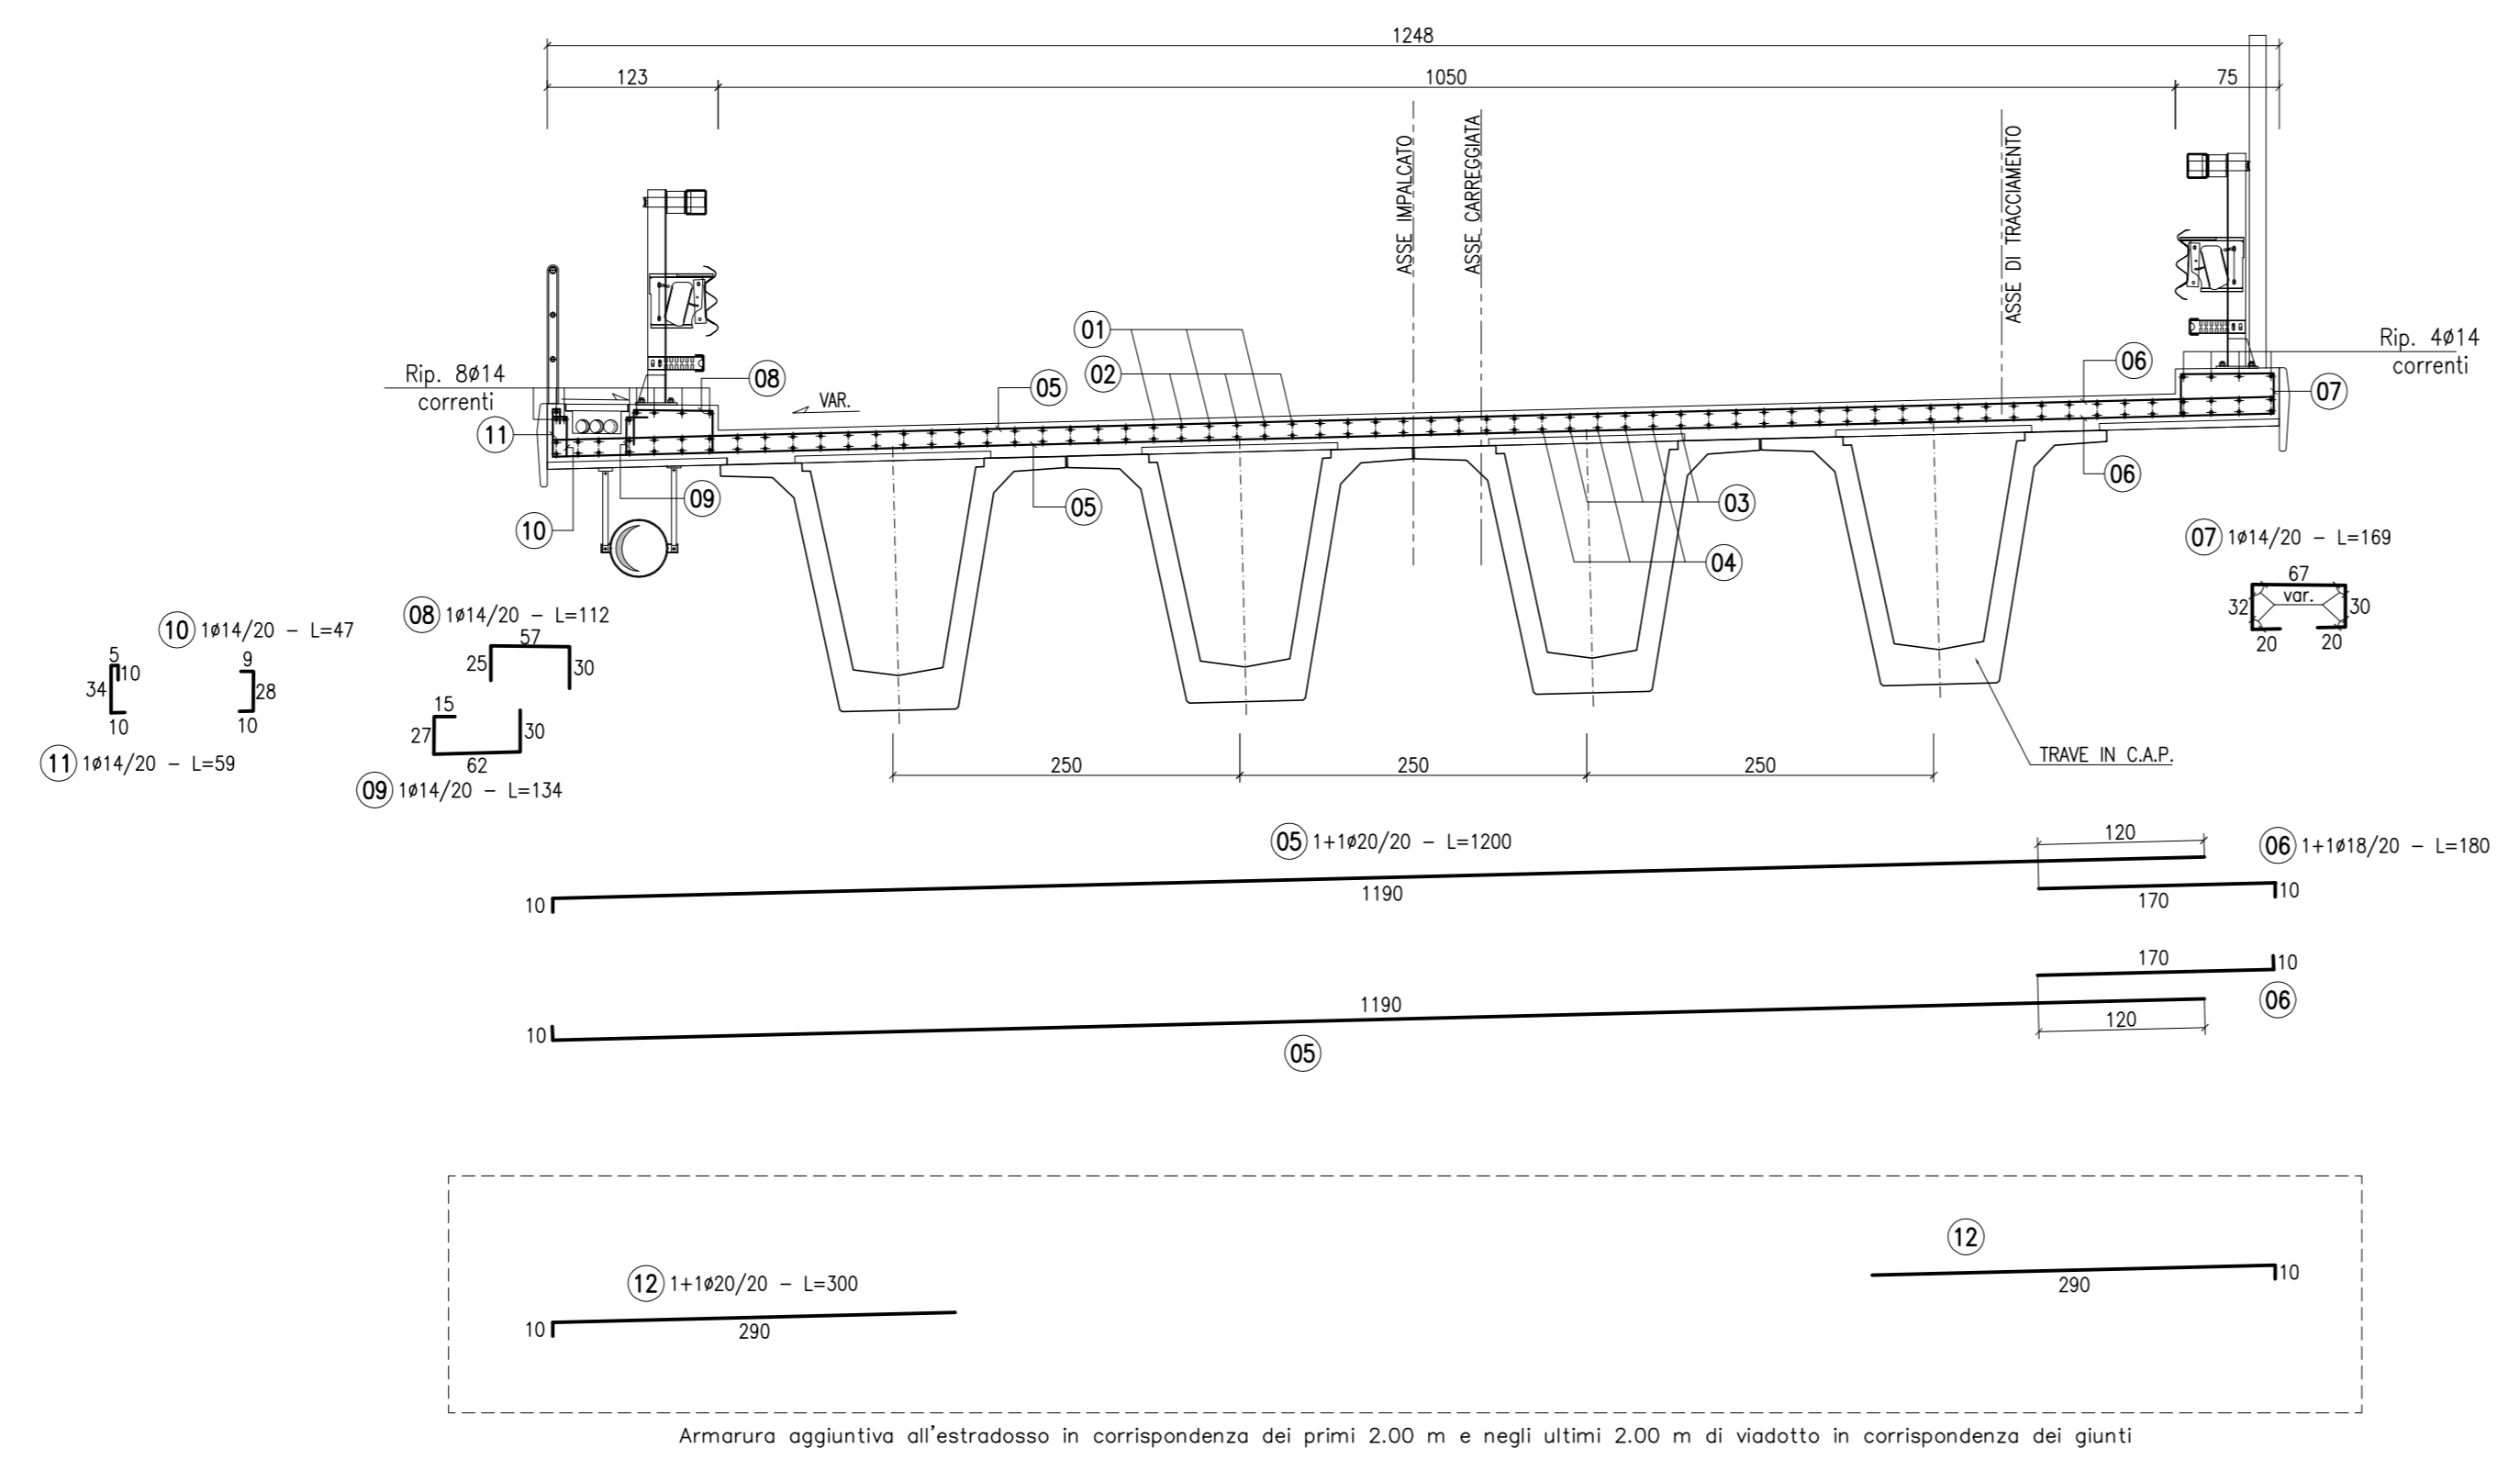 1248
123
1050
75
ASSE IMPALCATO
ASSE CARREGGIATA
ASSE DI TRACCIAMENTO
01
02
Rip. 8ø14
correnti
08
05
VAR.
06
Rip. 4ø14
correnti
07
11
10
09
05
03
04
06
07 1ø14/20 - L=169
67
var.
32
30
20
20
10 1ø14/20 - L=47
9
28
10
5
10
34
10
11 1ø14/20 - L=59
08 1ø14/20 - L=112
57
25
30
15
27
30
62
09 1ø14/20 - L=134
250
250
250
TRAVE IN C.A.P.
05 1+1ø20/20 - L=1200
120
06 1+1ø18/20 - L=180
10
1190
170
10
170
10
1190
06
10
120
05
12
12 1+1ø20/20 - L=300
10
290
290
10
Armarura aggiuntiva all'estradosso in corrispondenza dei primi 2.00 m e negli ultimi 2.00 m di viadotto in corrispondenza dei giunti